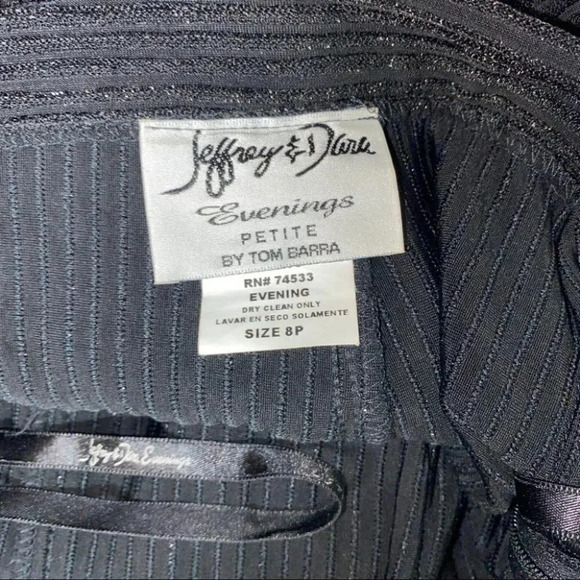 Jeffrey & Dara
Evenings
PETITE
BY TOM BARRA
RN# 74533
EVENING
DRY CLEAN ONLY
LAVAR EN SECO SOLAMENTE
SIZE 8P
Jeffrey & Dara Evenings